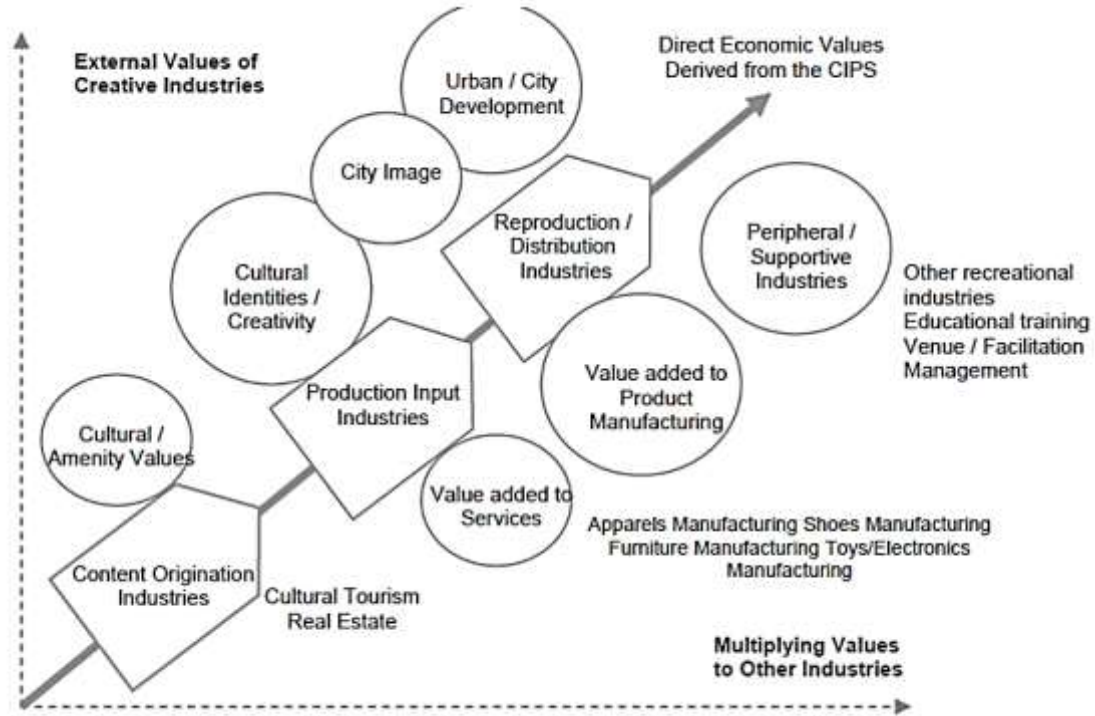 External Values of
Creative Industries
Urban / City
Development
Direct Economic Values
Derived from the CIPS
City Image
Cultural
Identities /
Creativity
Reproduction /
Distribution
Industries
Peripheral /
Supportive
Industries
Other recreational
industries
Educational training
Venue / Facilitation
Management
Cultural /
Amenity Values
Production Input
Industries
Value added to
Product
Manufacturing
Value added to
Services
Apparels Manufacturing Shoes Manufacturing
Furniture Manufacturing Toys/Electronics
Manufacturing
Content Origination
Industries
Cultural Tourism
Real Estate
Multiplying Values
to Other Industries